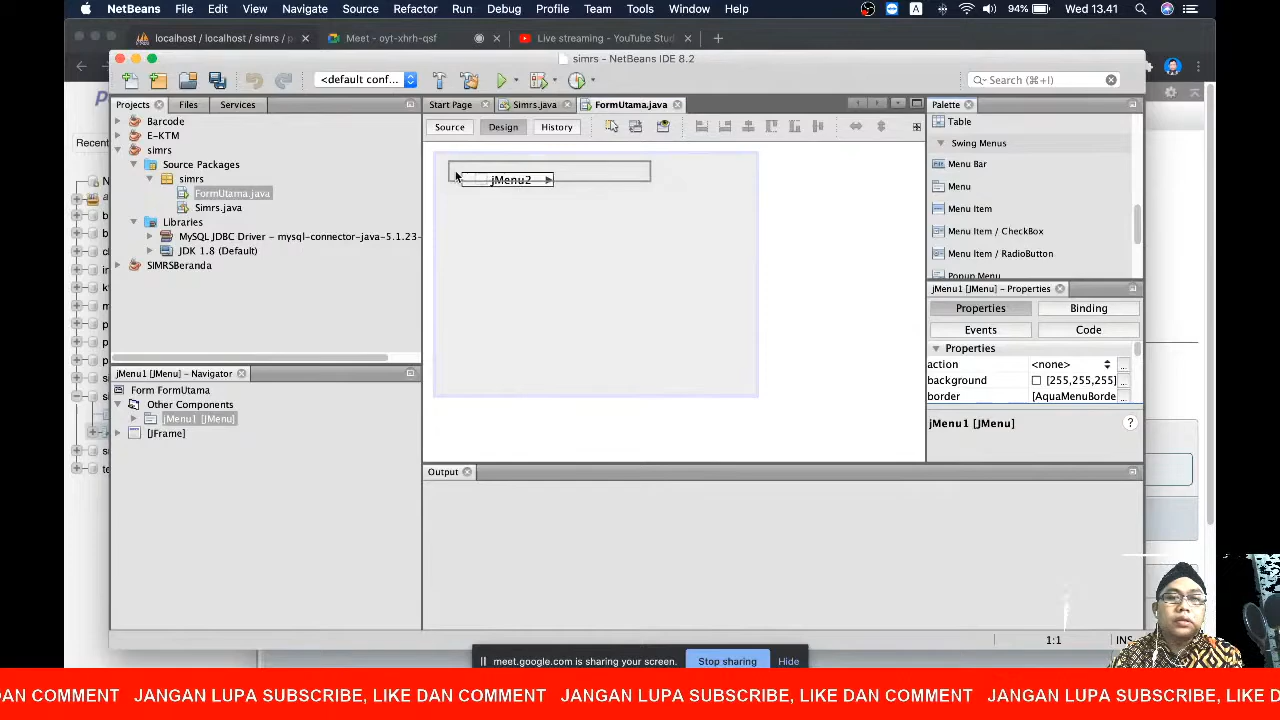 NetBeans File Edit View Navigate Source Refactor Run Debug Profile Team Tools Window Help
A 94% Wed 13.41
localhost / localhost / simrs / p
Meet - oyt-xhrh-qsf
Live streaming - YouTube Stud
simrs - NetBeans IDE 8.2
<default conf...
Search (⌘+I)
Projects Files Services
Start Page Simrs.java FormUtama.java
Palette
Recent
Barcode
E-KTM
simrs
Source Packages
simrs
FormUtama.java
Simrs.java
Libraries
MySQL JDBC Driver - mysql-connector-java-5.1.23-
JDK 1.8 (Default)
SIMRSBeranda
Source Design History
jMenu2
Table
Swing Menus
Menu Bar
Menu
Menu Item
Menu Item / CheckBox
Menu Item / RadioButton
Popup Menu
jMenu1 [JMenu] - Properties
Properties Binding
Events Code
Properties
action <none> ...
background [255,255,255] ...
border [AquaMenuBorde ...
jMenu1 [JMenu]
?
jMenu1 [JMenu] - Navigator
Form FormUtama
Other Components
jMenu1 [JMenu]
[JFrame]
Output
1:1 INS
meet.google.com is sharing your screen. Stop sharing Hide
DAN COMMENT JANGAN LUPA SUBSCRIBE, LIKE DAN COMMENT JANGAN LUPA SUBSCRIBE, LIKE DAN COMMENT JANGAN LUPA S